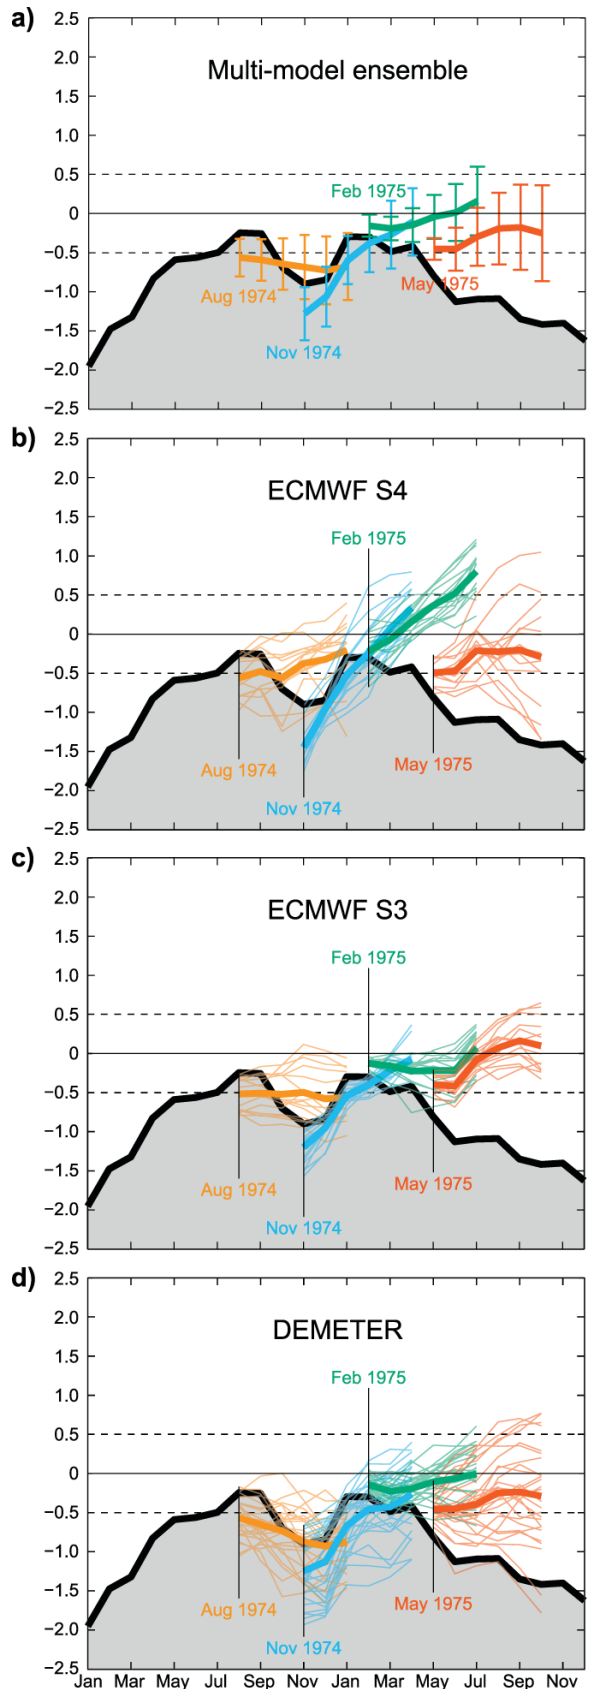 a)
2.5
2.0
1.5
1.0
0.5
0
−0.5
−1.0
−1.5
−2.0
−2.5
Multi-model ensemble
Feb 1975
Aug 1974
May 1975
Nov 1974
b)
2.5
2.0
1.5
1.0
0.5
0
−0.5
−1.0
−1.5
−2.0
−2.5
ECMWF S4
Feb 1975
Aug 1974
May 1975
Nov 1974
c)
2.5
2.0
1.5
1.0
0.5
0
−0.5
−1.0
−1.5
−2.0
−2.5
ECMWF S3
Feb 1975
Aug 1974
May 1975
Nov 1974
d)
2.5
2.0
1.5
1.0
0.5
0
−0.5
−1.0
−1.5
−2.0
−2.5
DEMETER
Feb 1975
Aug 1974
May 1975
Nov 1974
Jan Mar May Jul Sep Nov Jan Mar May Jul Sep Nov